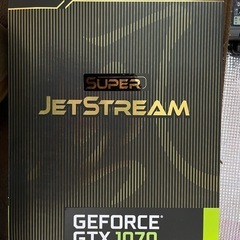 SUPER
JETSTREAM
GEFORCE
GTX 1070